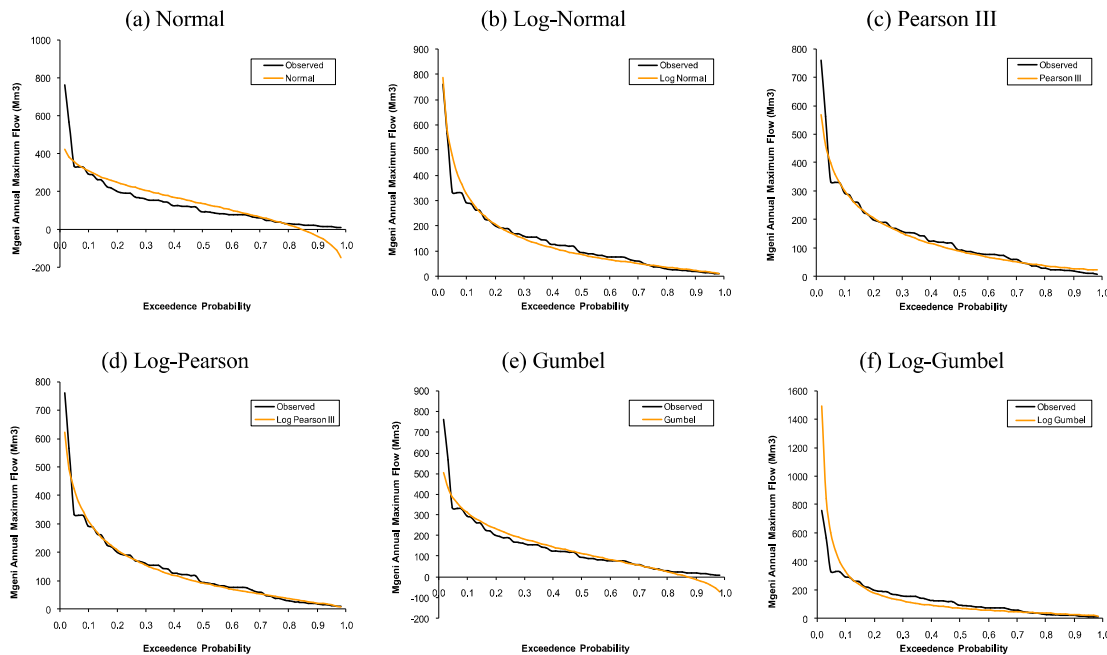 (a) Normal
1000
800
600
400
200
0
-200
0.0 0.1 0.2 0.3 0.4 0.5 0.6 0.7 0.8 0.9 1.0
Mgeni Annual Maximum Flow (Mm3)
Exceedence Probability
Observed
Normal
(b) Log-Normal
900
800
700
600
500
400
300
200
100
0
0.0 0.1 0.2 0.3 0.4 0.5 0.6 0.7 0.8 0.9 1.0
Mgeni Annual Maximum Flow (Mm3)
Exceedence Probability
Observed
Log Normal
(c) Pearson III
800
700
600
500
400
300
200
100
0
0.0 0.1 0.2 0.3 0.4 0.5 0.6 0.7 0.8 0.9 1.0
Mgeni Annual Maximum Flow (Mm3)
Exceedence Probability
Observed
Pearson III
(d) Log-Pearson
800
700
600
500
400
300
200
100
0
0.0 0.1 0.2 0.3 0.4 0.5 0.6 0.7 0.8 0.9 1.0
Mgeni Annual Maximum Flow (Mm3)
Exceedence Probability
Observed
Log Pearson III
(e) Gumbel
900
800
700
600
500
400
300
200
100
0
-100
-200
0.0 0.1 0.2 0.3 0.4 0.5 0.6 0.7 0.8 0.9 1.0
Mgeni Annual Maximum Flow (Mm3)
Exceedence Probability
Observed
Gumbel
(f) Log-Gumbel
1600
1400
1200
1000
800
600
400
200
0
0.0 0.1 0.2 0.3 0.4 0.5 0.6 0.7 0.8 0.9 1.0
Mgeni Annual Maximum Flow (Mm3)
Exceedence Probability
Observed
Log Gumbel